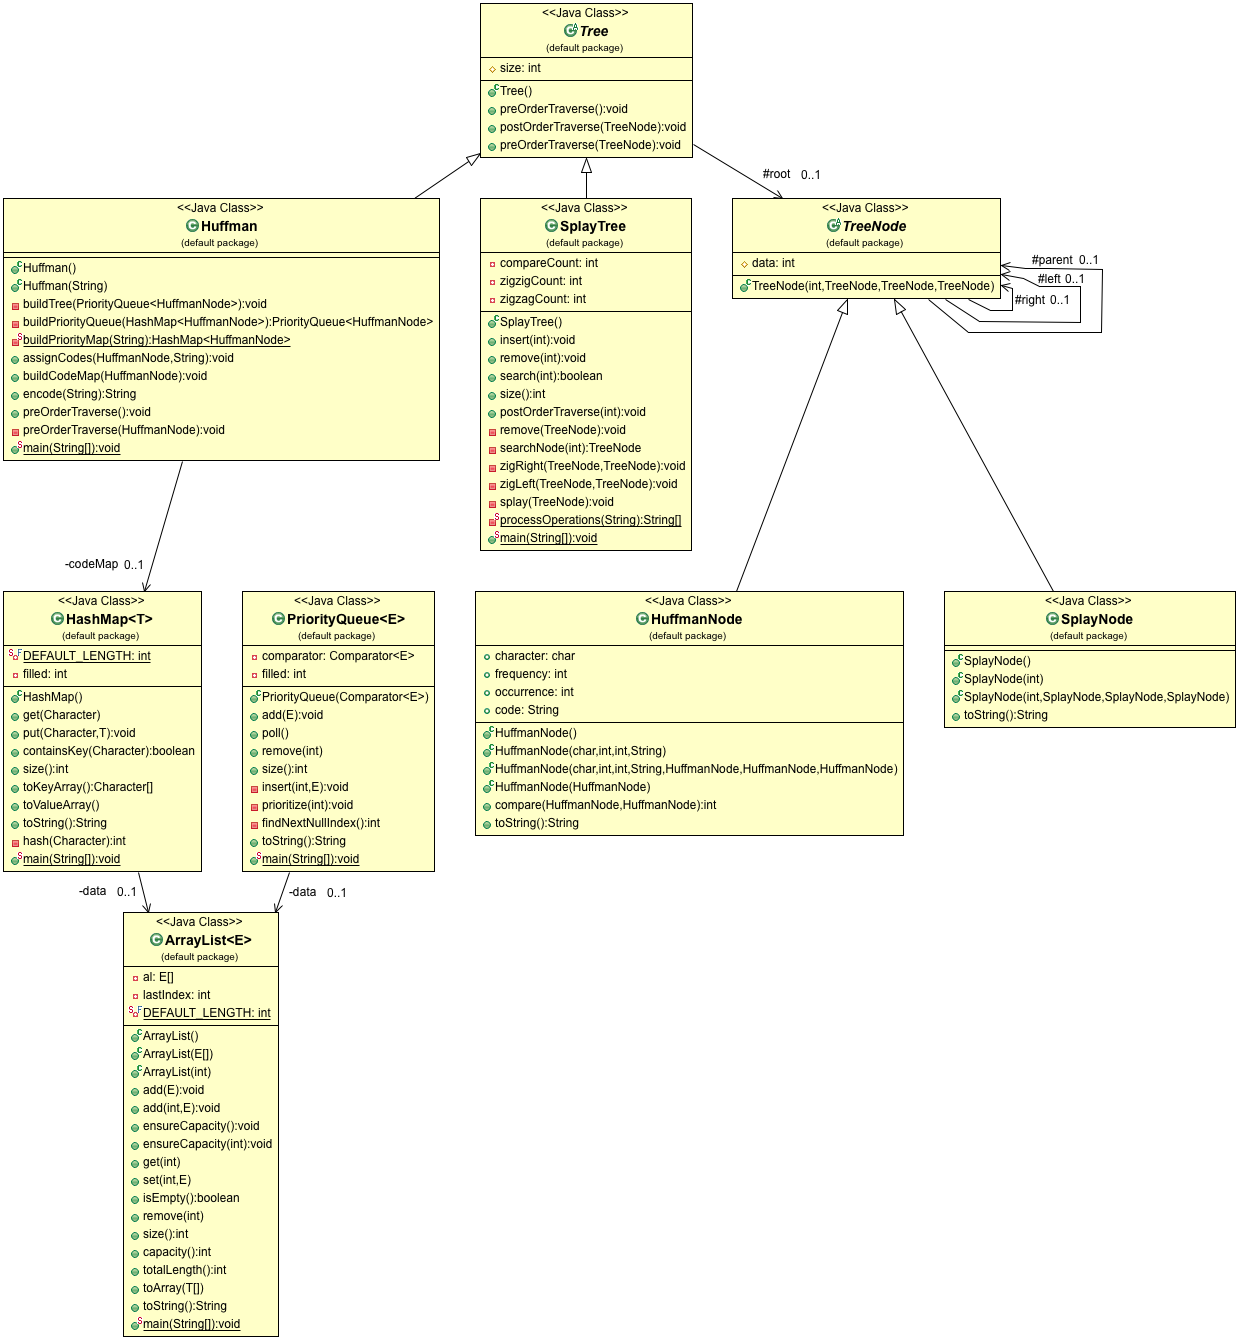 <<Java Class>>
Tree
(default package)
size: int
Tree()
preOrderTraverse():void
postOrderTraverse(TreeNode):void
preOrderTraverse(TreeNode):void
#root 0..1
<<Java Class>>
Huffman
(default package)
Huffman()
Huffman(String)
buildTree(PriorityQueue<HuffmanNode>):void
buildPriorityQueue(HashMap<HuffmanNode>):PriorityQueue<HuffmanNode>
buildPriorityMap(String):HashMap<HuffmanNode>
assignCodes(HuffmanNode,String):void
buildCodeMap(HuffmanNode):void
encode(String):String
preOrderTraverse():void
preOrderTraverse(HuffmanNode):void
main(String[]):void
<<Java Class>>
SplayTree
(default package)
compareCount: int
zigzigCount: int
zigzagCount: int
SplayTree()
insert(int):void
remove(int):void
search(int):boolean
size():int
postOrderTraverse(int):void
remove(TreeNode):void
searchNode(int):TreeNode
zigRight(TreeNode,TreeNode):void
zigLeft(TreeNode,TreeNode):void
splay(TreeNode):void
processOperations(String):String[]
main(String[]):void
<<Java Class>>
TreeNode
(default package)
data: int
TreeNode(int,TreeNode,TreeNode,TreeNode)
#parent 0..1
#left 0..1
#right 0..1
-codeMap 0..1
<<Java Class>>
HashMap<T>
(default package)
DEFAULT_LENGTH: int
filled: int
HashMap()
get(Character)
put(Character,T):void
containsKey(Character):boolean
size():int
toKeyArray():Character[]
toValueArray()
toString():String
hash(Character):int
main(String[]):void
<<Java Class>>
PriorityQueue<E>
(default package)
comparator: Comparator<E>
filled: int
PriorityQueue(Comparator<E>)
add(E):void
poll()
remove(int)
size():int
insert(int,E):void
prioritize(int):void
findNextNullIndex():int
toString():String
main(String[]):void
<<Java Class>>
HuffmanNode
(default package)
character: char
frequency: int
occurrence: int
code: String
HuffmanNode()
HuffmanNode(char,int,int,String)
HuffmanNode(char,int,int,String,HuffmanNode,HuffmanNode,HuffmanNode)
HuffmanNode(HuffmanNode)
compare(HuffmanNode,HuffmanNode):int
toString():String
<<Java Class>>
SplayNode
(default package)
SplayNode()
SplayNode(int)
SplayNode(int,SplayNode,SplayNode,SplayNode)
toString():String
-data 0..1
-data 0..1
<<Java Class>>
ArrayList<E>
(default package)
al: E[]
lastIndex: int
DEFAULT_LENGTH: int
ArrayList()
ArrayList(E[])
ArrayList(int)
add(E):void
add(int,E):void
ensureCapacity():void
ensureCapacity(int):void
get(int)
set(int,E)
isEmpty():boolean
remove(int)
size():int
capacity():int
totalLength():int
toArray(T[])
toString():String
main(String[]):void